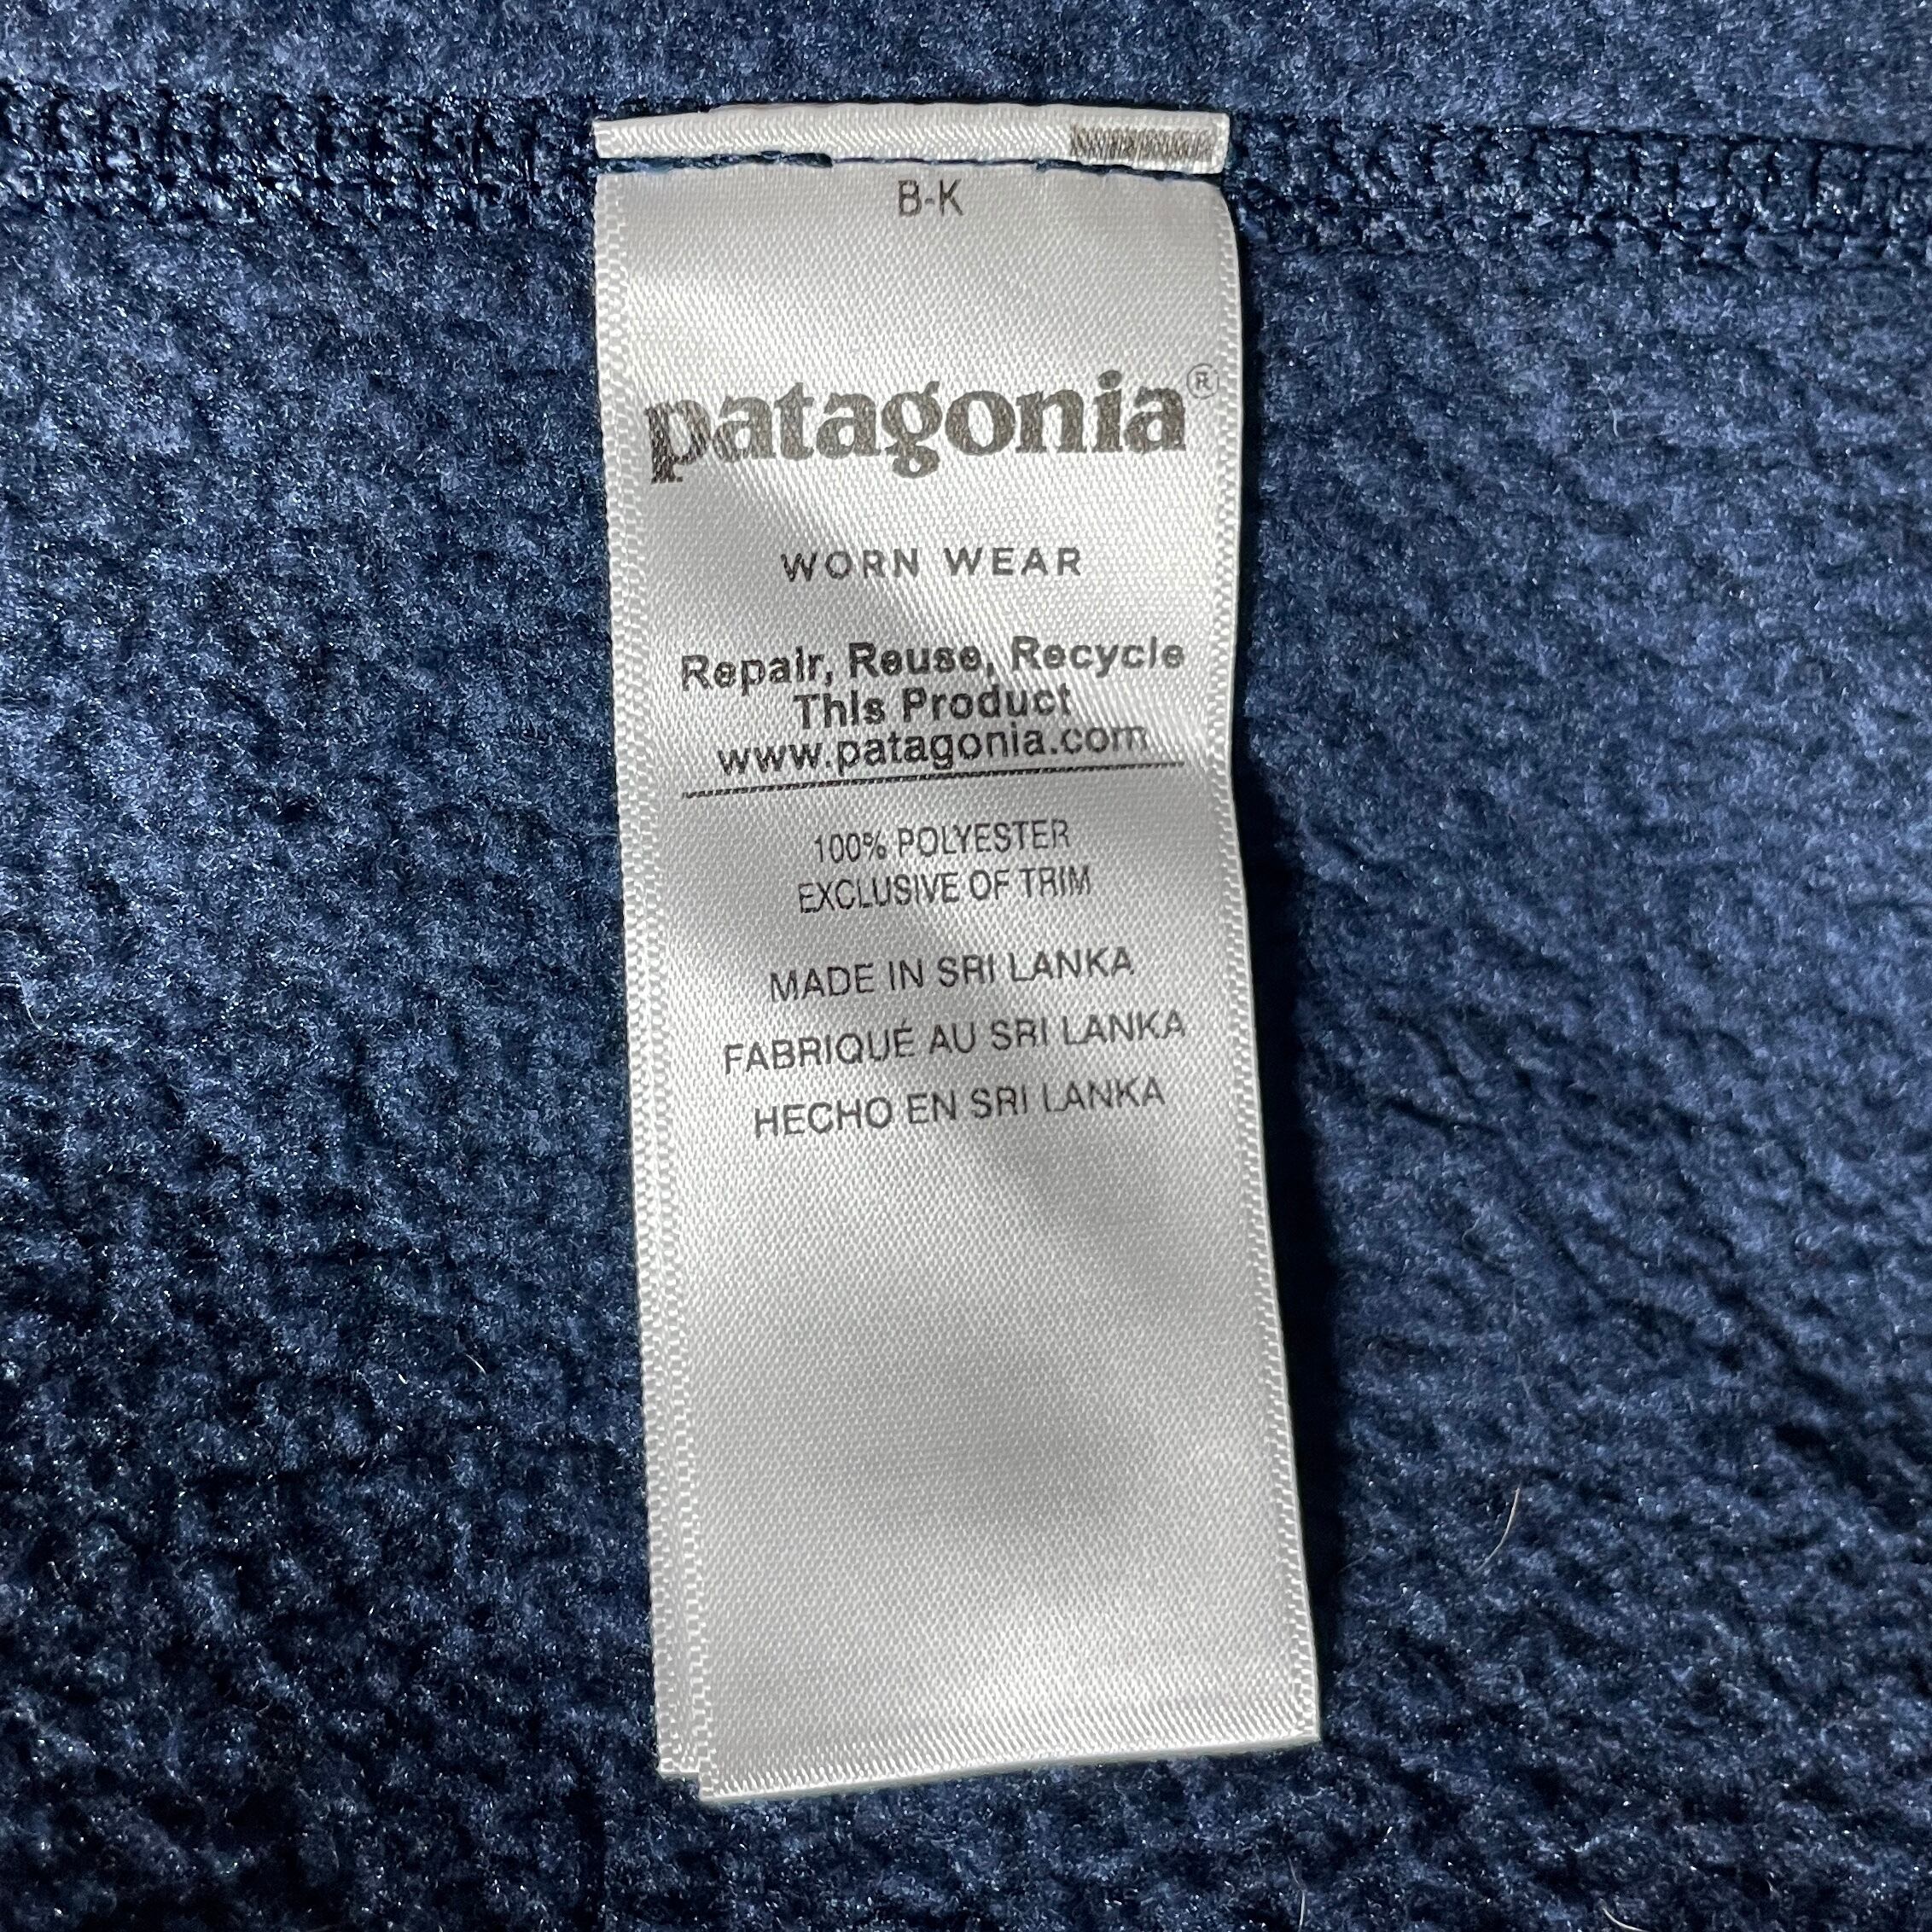 B-K
patagonia®
WORN WEAR
Repair, Reuse, Recycle
This Product
www.patagonia.com
100% POLYESTER
EXCLUSIVE OF TRIM
MADE IN SRI LANKA
FABRIQUÉ AU SRI LANKA
HECHO EN SRI LANKA